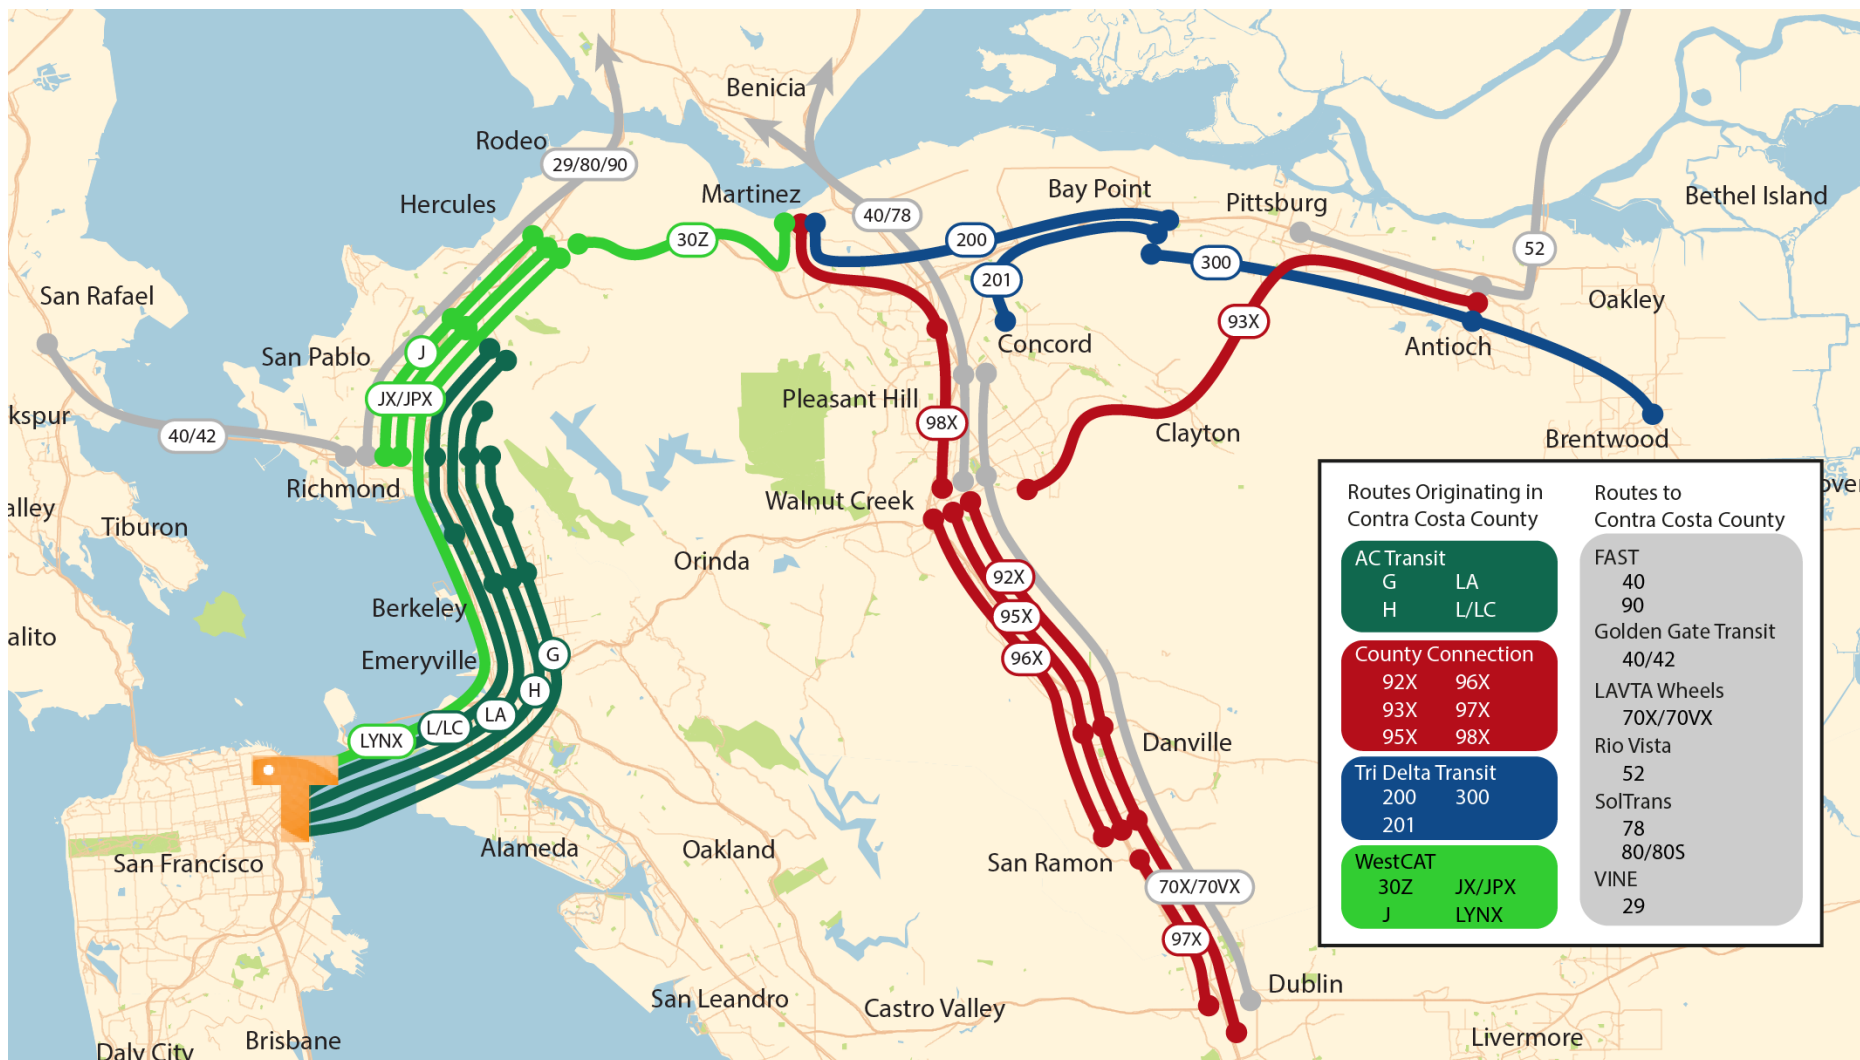 Benicia
Rodeo
29/80/90
Hercules
Martinez
Bay Point
Pittsburg
Bethel Island
40/78
30Z
200
52
300
201
San Rafael
Oakley
93X
Concord
Antioch
San Pablo
J
JX/JPX
Pleasant Hill
kspur
40/42
98X
Clayton
Brentwood
Richmond
Walnut Creek
alley
Tiburon
Orinda
92X
Berkeley
95X
alito
Emeryville
G
96X
H
LA
L/LC
LYNX
Danville
Alameda
Oakland
San Francisco
San Ramon
70X/70VX
97X
Dublin
San Leandro
Castro Valley
Brisbane
Livermore
Daly City
over
Routes Originating in
Contra Costa County
AC Transit
G LA
H L/LC
County Connection
92X 96X
93X 97X
95X 98X
Tri Delta Transit
200 300
201
WestCAT
30Z JX/JPX
J LYNX
Routes to
Contra Costa County
FAST
40
90
Golden Gate Transit
40/42
LAVTA Wheels
70X/70VX
Rio Vista
52
SolTrans
78
80/80S
VINE
29